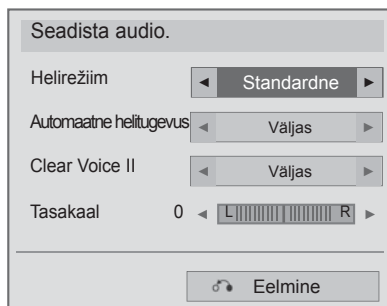 Seadista audio.
Helirežiim ◄ Standardne ►
Automaatne helitugevus ◄ Väljas ►
Clear Voice II ◄ Väljas ►
Tasakaal 0 ◄ L R ►
Eelmine